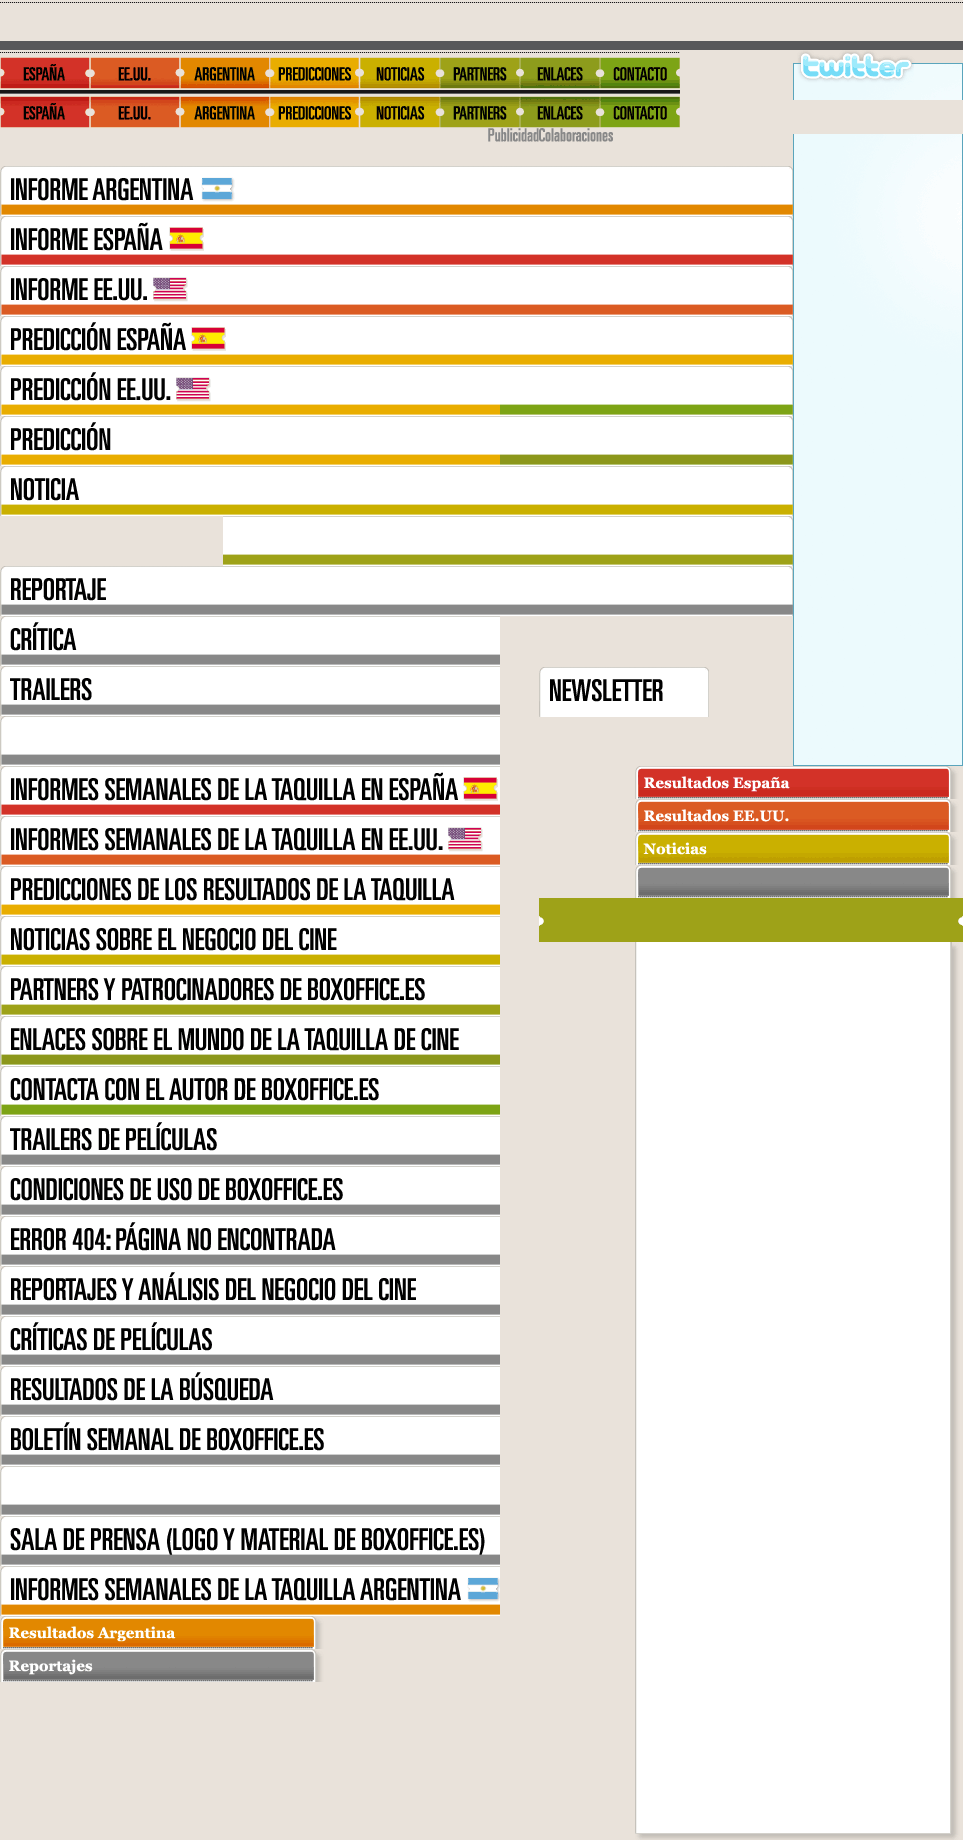 twitter
ESPAÑA EE.UU. ARGENTINA PREDICCIONES NOTICIAS PARTNERS ENLACES CONTACTO
ESPAÑA EE.UU. ARGENTINA PREDICCIONES NOTICIAS PARTNERS ENLACES CONTACTO
PublicidadColaboraciones
INFORME ARGENTINA
INFORME ESPAÑA
INFORME EE.UU.
PREDICCIÓN ESPAÑA
PREDICCIÓN EE.UU.
PREDICCIÓN
NOTICIA
REPORTAJE
CRÍTICA
TRAILERS
NEWSLETTER
INFORMES SEMANALES DE LA TAQUILLA EN ESPAÑA
INFORMES SEMANALES DE LA TAQUILLA EN EE.UU.
PREDICCIONES DE LOS RESULTADOS DE LA TAQUILLA
NOTICIAS SOBRE EL NEGOCIO DEL CINE
PARTNERS Y PATROCINADORES DE BOXOFFICE.ES
ENLACES SOBRE EL MUNDO DE LA TAQUILLA DE CINE
CONTACTA CON EL AUTOR DE BOXOFFICE.ES
TRAILERS DE PELÍCULAS
CONDICIONES DE USO DE BOXOFFICE.ES
ERROR 404: PÁGINA NO ENCONTRADA
REPORTAJES Y ANÁLISIS DEL NEGOCIO DEL CINE
CRÍTICAS DE PELÍCULAS
RESULTADOS DE LA BÚSQUEDA
BOLETÍN SEMANAL DE BOXOFFICE.ES
SALA DE PRENSA (LOGO Y MATERIAL DE BOXOFFICE.ES)
INFORMES SEMANALES DE LA TAQUILLA ARGENTINA
Resultados Argentina
Reportajes
Resultados España
Resultados EE.UU.
Noticias